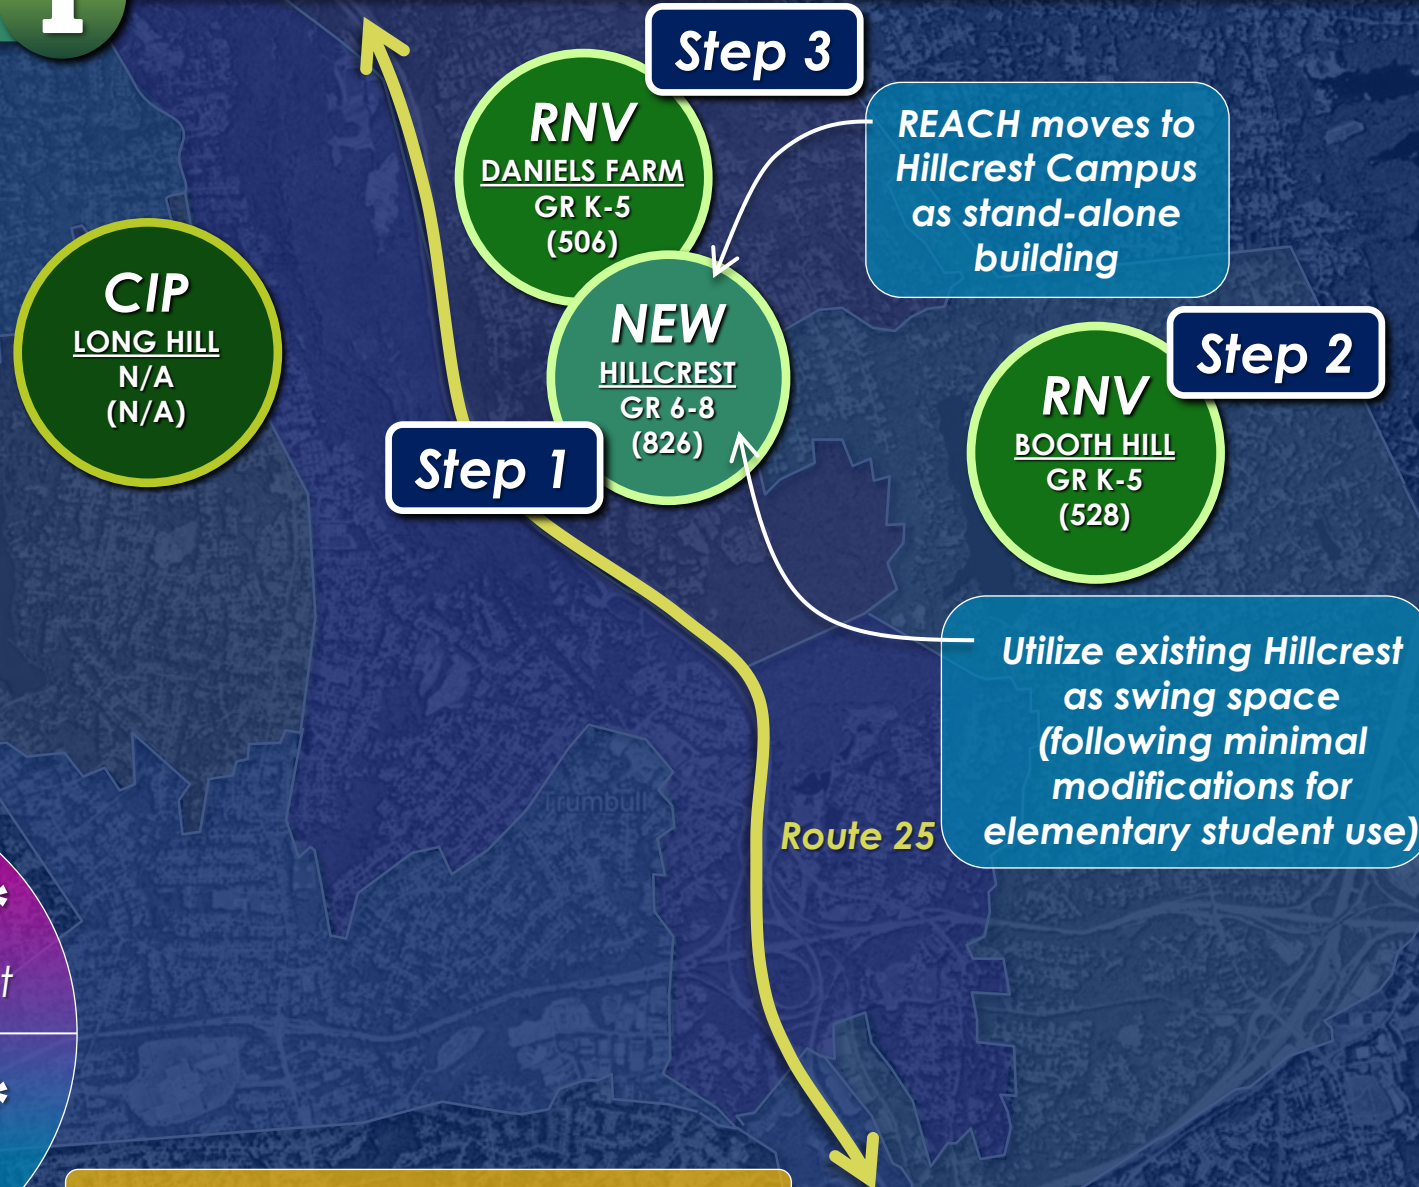 1
Step 3
RNV
DANIELS FARM
GR K-5
(506)
REACH moves to
Hillcrest Campus
as stand-alone
building
CIP
LONG HILL
N/A
(N/A)
NEW
HILLCREST
GR 6-8
(826)
Step 1
Step 2
RNV
BOOTH HILL
GR K-5
(528)
Utilize existing Hillcrest
as swing space
(following minimal
modifications for
elementary student use)
Trumbull
Route 25
*
t
*